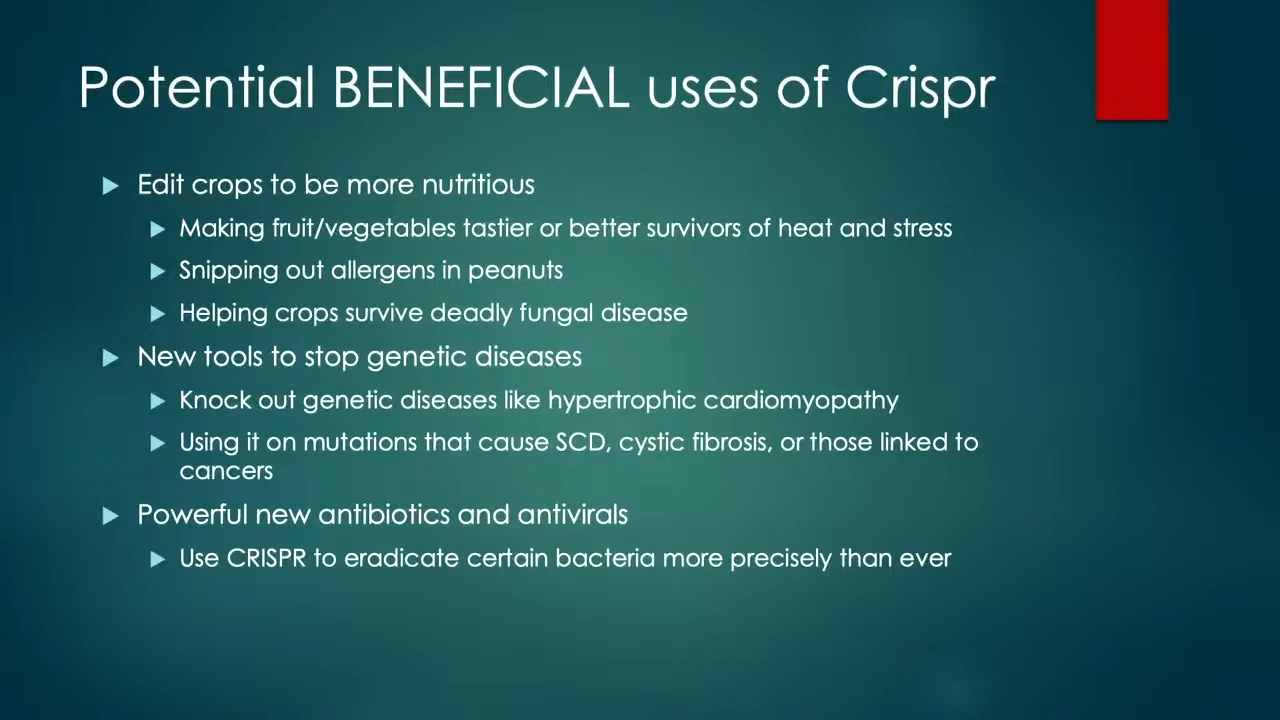 Potential BENEFICIAL uses of Crispr
Edit crops to be more nutritious
Making fruit/vegetables tastier or better survivors of heat and stress
Snipping out allergens in peanuts
Helping crops survive deadly fungal disease
New tools to stop genetic diseases
Knock out genetic diseases like hypertrophic cardiomyopathy
Using it on mutations that cause SCD, cystic fibrosis, or those linked to
cancers
Powerful new antibiotics and antivirals
Use CRISPR to eradicate certain bacteria more precisely than ever